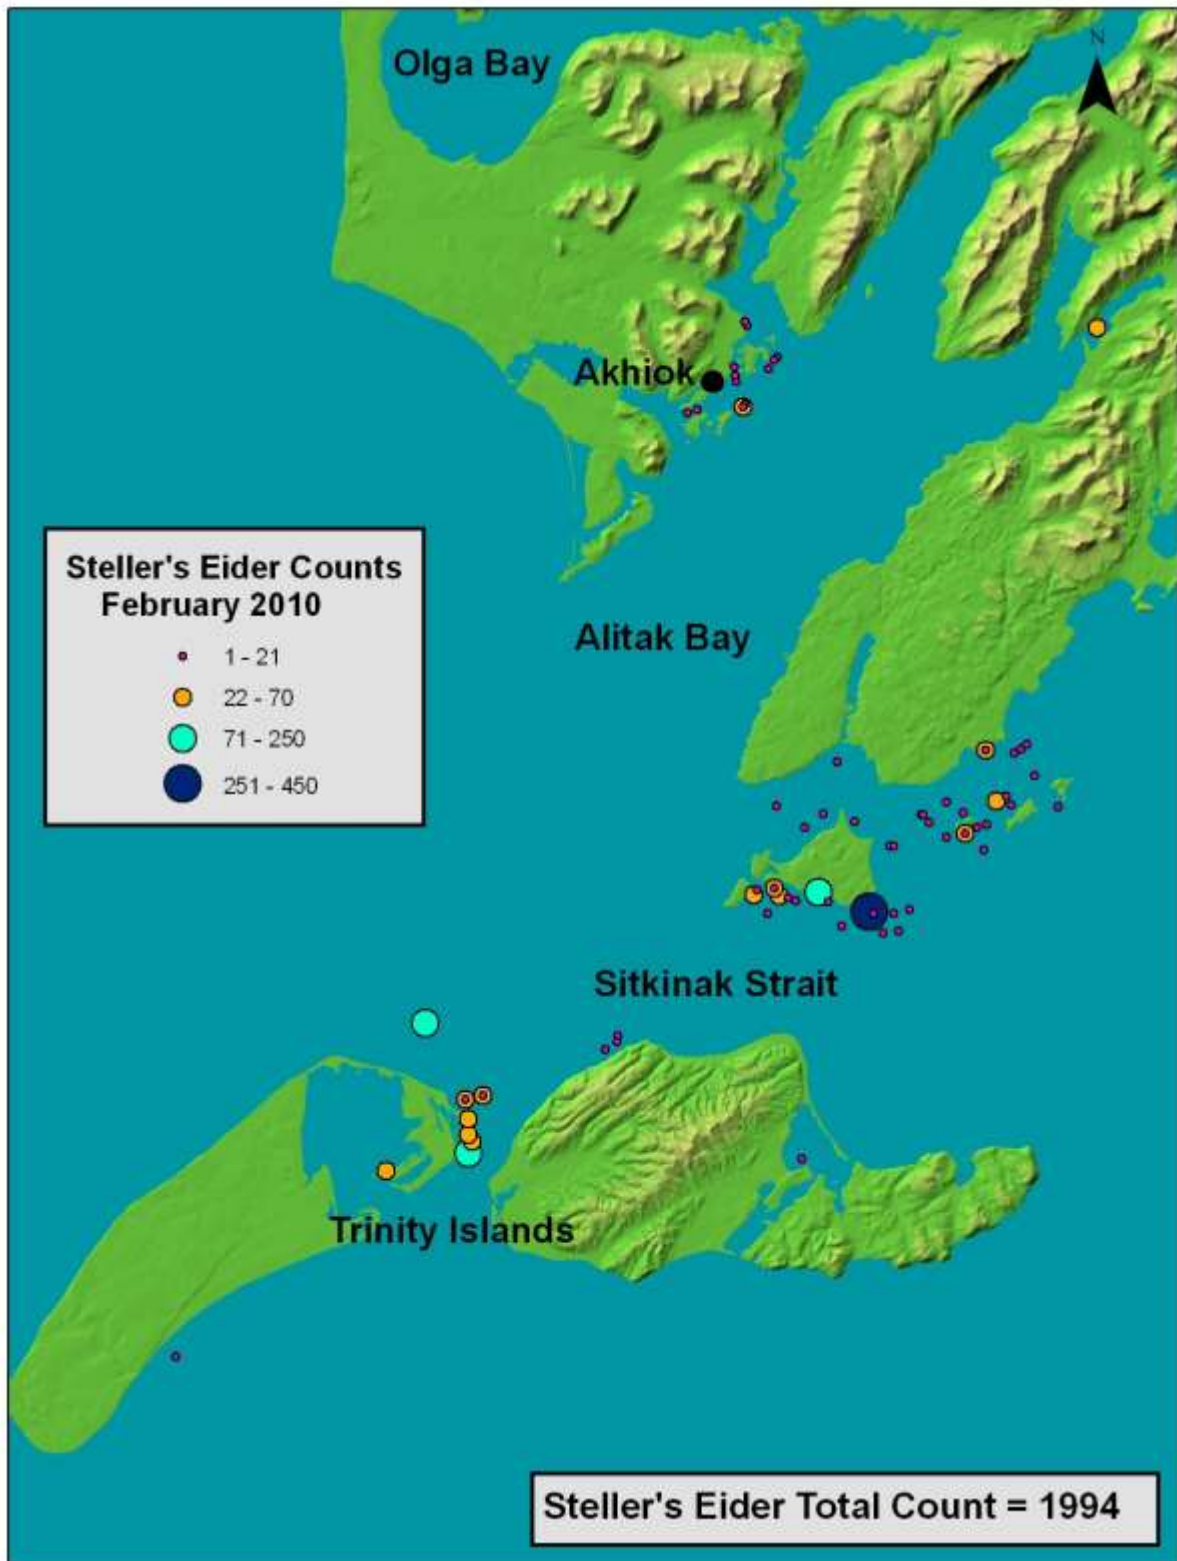 Olga Bay
N
Akhiok
Steller's Eider Counts
February 2010
1 - 21
22 - 70
71 - 250
251 - 450
Alitak Bay
Sitkinak Strait
Trinity Islands
Steller's Eider Total Count = 1994